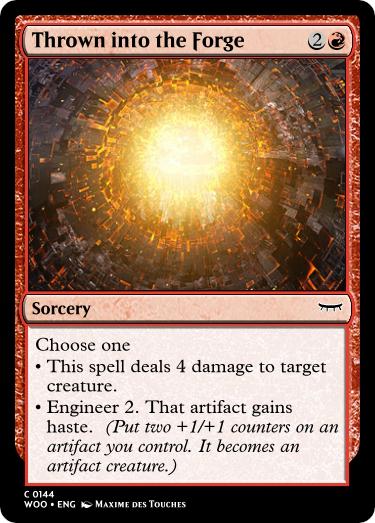 Thrown into the Forge 2
Sorcery
Choose one
• This spell deals 4 damage to target
creature.
• Engineer 2. That artifact gains
haste. (Put two +1/+1 counters on an
artifact you control. It becomes an
artifact creature.)
C 0144
WOO • ENG Maxime des Touches